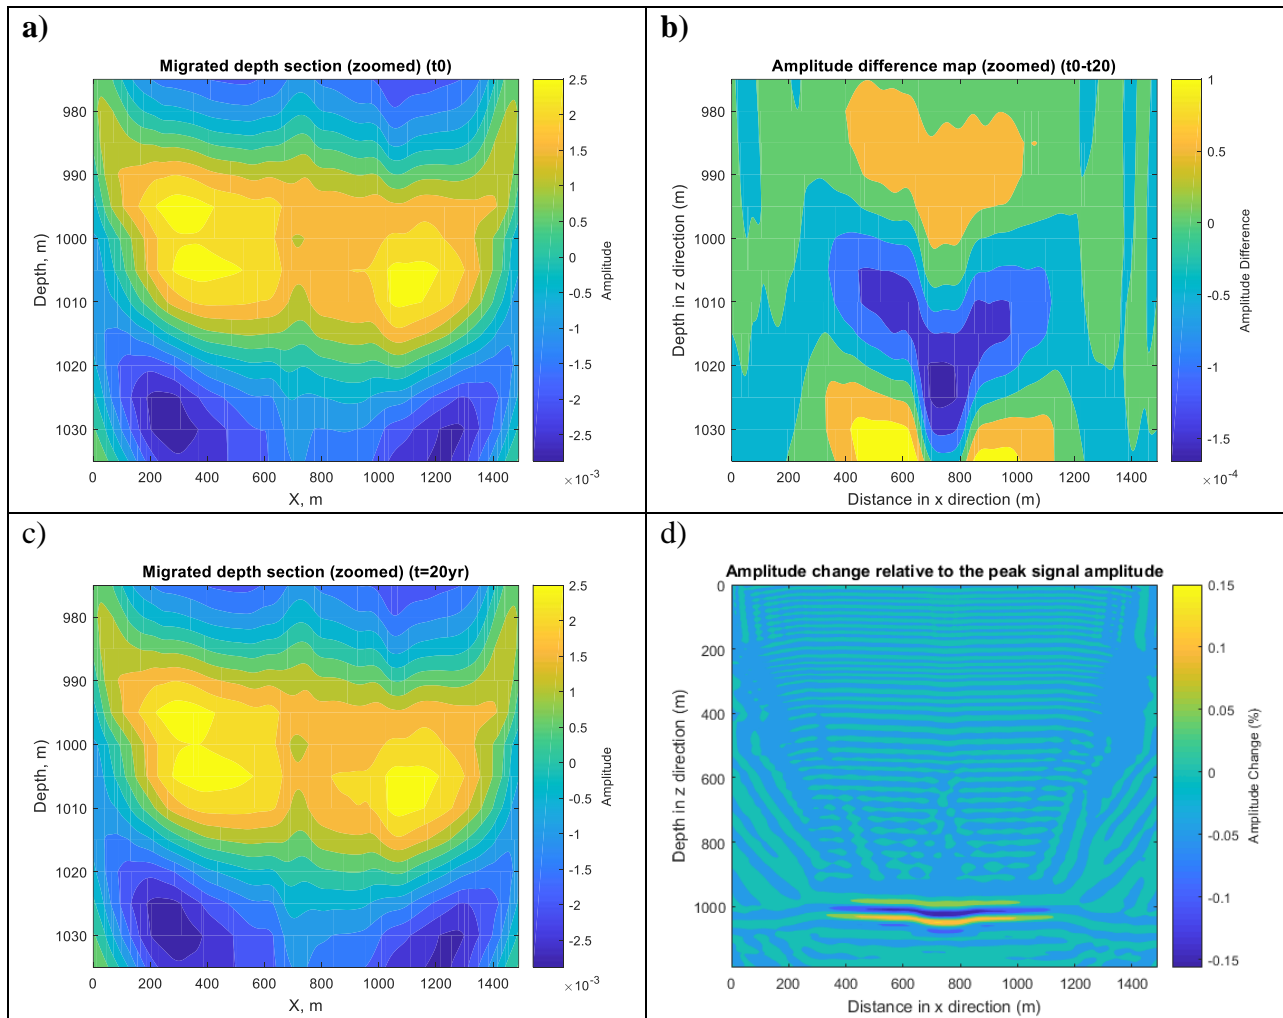 a)
Migrated depth section (zoomed) (t0)
980
990
1000
1010
1020
1030
Depth, m)
0 200 400 600 800 1000 1200 1400
X, m
2.5
2
1.5
1
0.5
0
-0.5
-1
-1.5
-2
-2.5
×10⁻³
Amplitude
b)
Amplitude difference map (zoomed) (t0-t20)
980
990
1000
1010
1020
1030
Depth in z direction (m)
0 200 400 600 800 1000 1200 1400
Distance in x direction (m)
1
0.5
0
-0.5
-1
-1.5
×10⁻⁴
Amplitude Difference
c)
Migrated depth section (zoomed) (t=20yr)
980
990
1000
1010
1020
1030
Depth, m)
0 200 400 600 800 1000 1200 1400
X, m
2.5
2
1.5
1
0.5
0
-0.5
-1
-1.5
-2
-2.5
×10⁻³
Amplitude
d)
Amplitude change relative to the peak signal amplitude
0
200
400
600
800
1000
Depth in z direction (m)
0 200 400 600 800 1000 1200 1400
Distance in x direction (m)
0.15
0.1
0.05
0
-0.05
-0.1
-0.15
Amplitude Change (%)